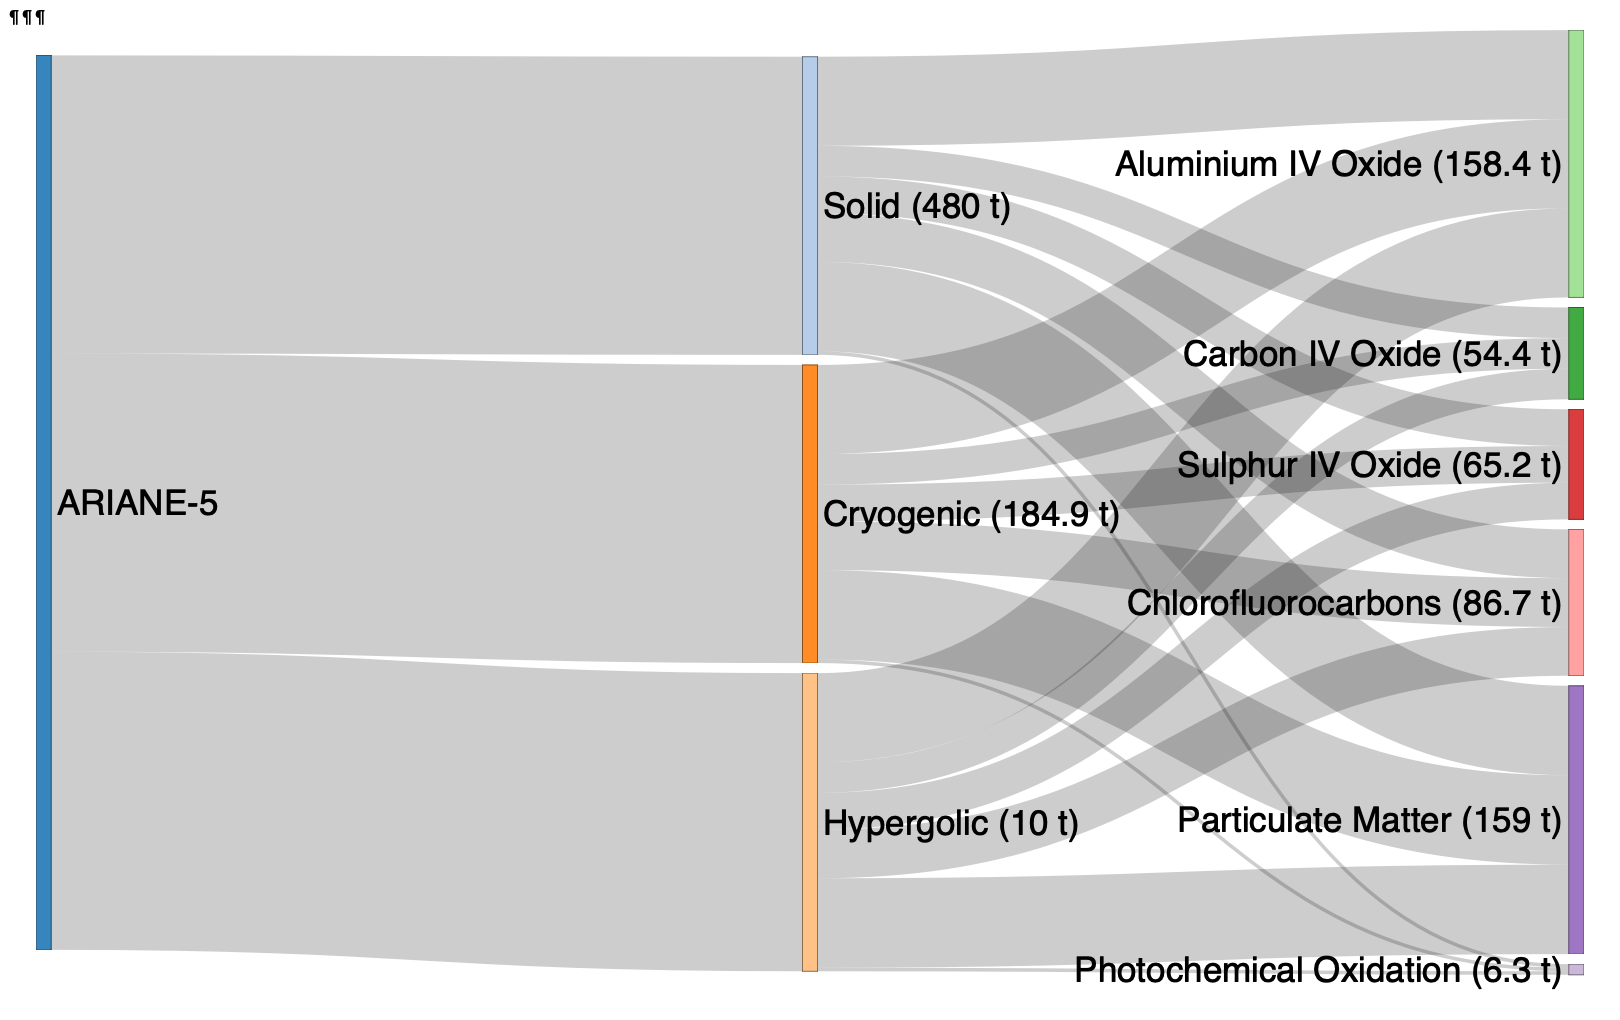 ¶¶¶
ARIANE-5
Solid (480 t)
Cryogenic (184.9 t)
Hypergolic (10 t)
Aluminium IV Oxide (158.4 t)
Carbon IV Oxide (54.4 t)
Sulphur IV Oxide (65.2 t)
Chlorofluorocarbons (86.7 t)
Particulate Matter (159 t)
Photochemical Oxidation (6.3 t)